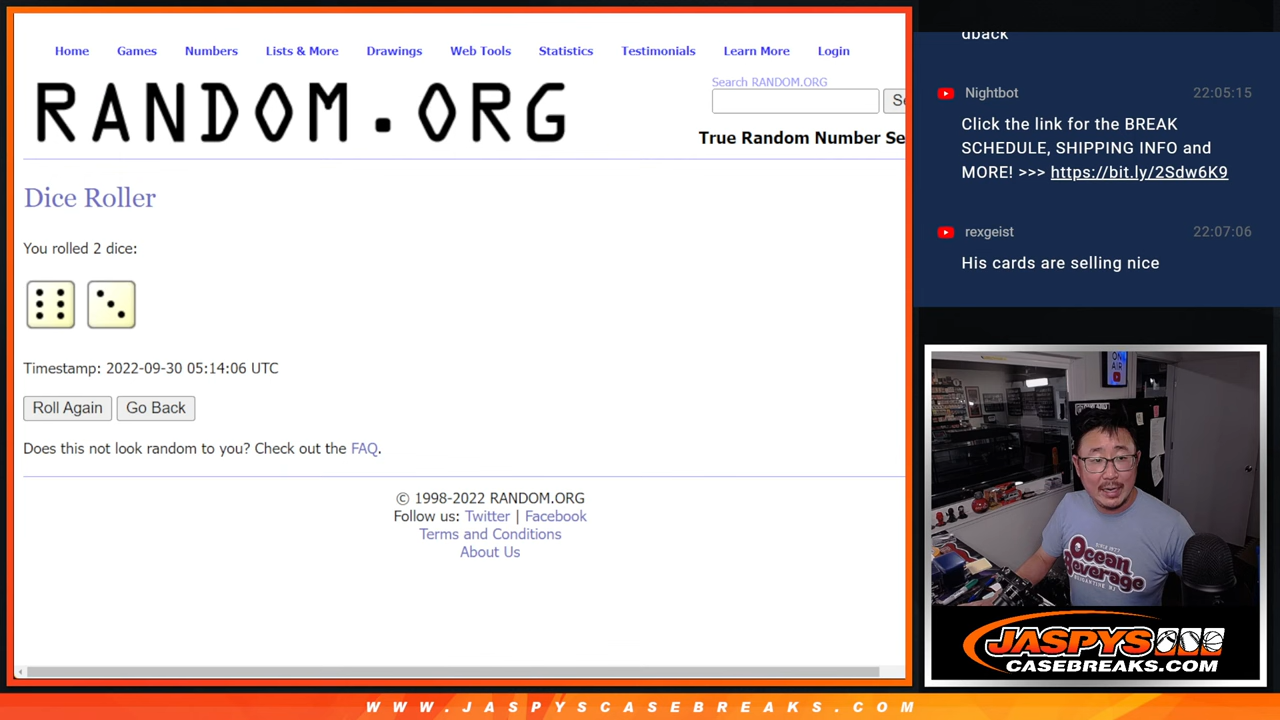 Home Games Numbers Lists & More Drawings Web Tools Statistics Testimonials Learn More Login
RANDOM.ORG
Search RANDOM.ORG
True Random Number Se
Dice Roller
You rolled 2 dice:
Timestamp: 2022-09-30 05:14:06 UTC
Roll Again Go Back
Does this not look random to you? Check out the FAQ.
© 1998-2022 RANDOM.ORG
Follow us: Twitter | Facebook
Terms and Conditions
About Us
dback
Nightbot 22:05:15
Click the link for the BREAK
SCHEDULE, SHIPPING INFO and
MORE! >>> https://bit.ly/2Sdw6K9
rexgeist 22:07:06
His cards are selling nice
ON
AIR
Ocean
Beverage
JASPYS
CASEBREAKS.COM
WWW.JASPYSCASEBREAKS.COM